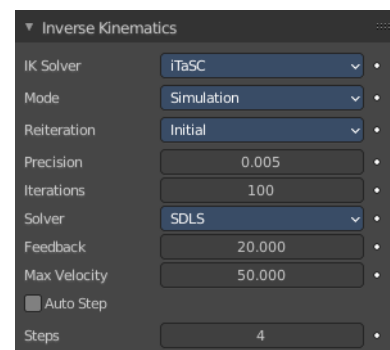 Inverse Kinematics
IK Solver iTaSC
Mode Simulation
Reiteration Initial
Precision 0.005
Iterations 100
Solver SDLS
Feedback 20.000
Max Velocity 50.000
Auto Step
Steps 4